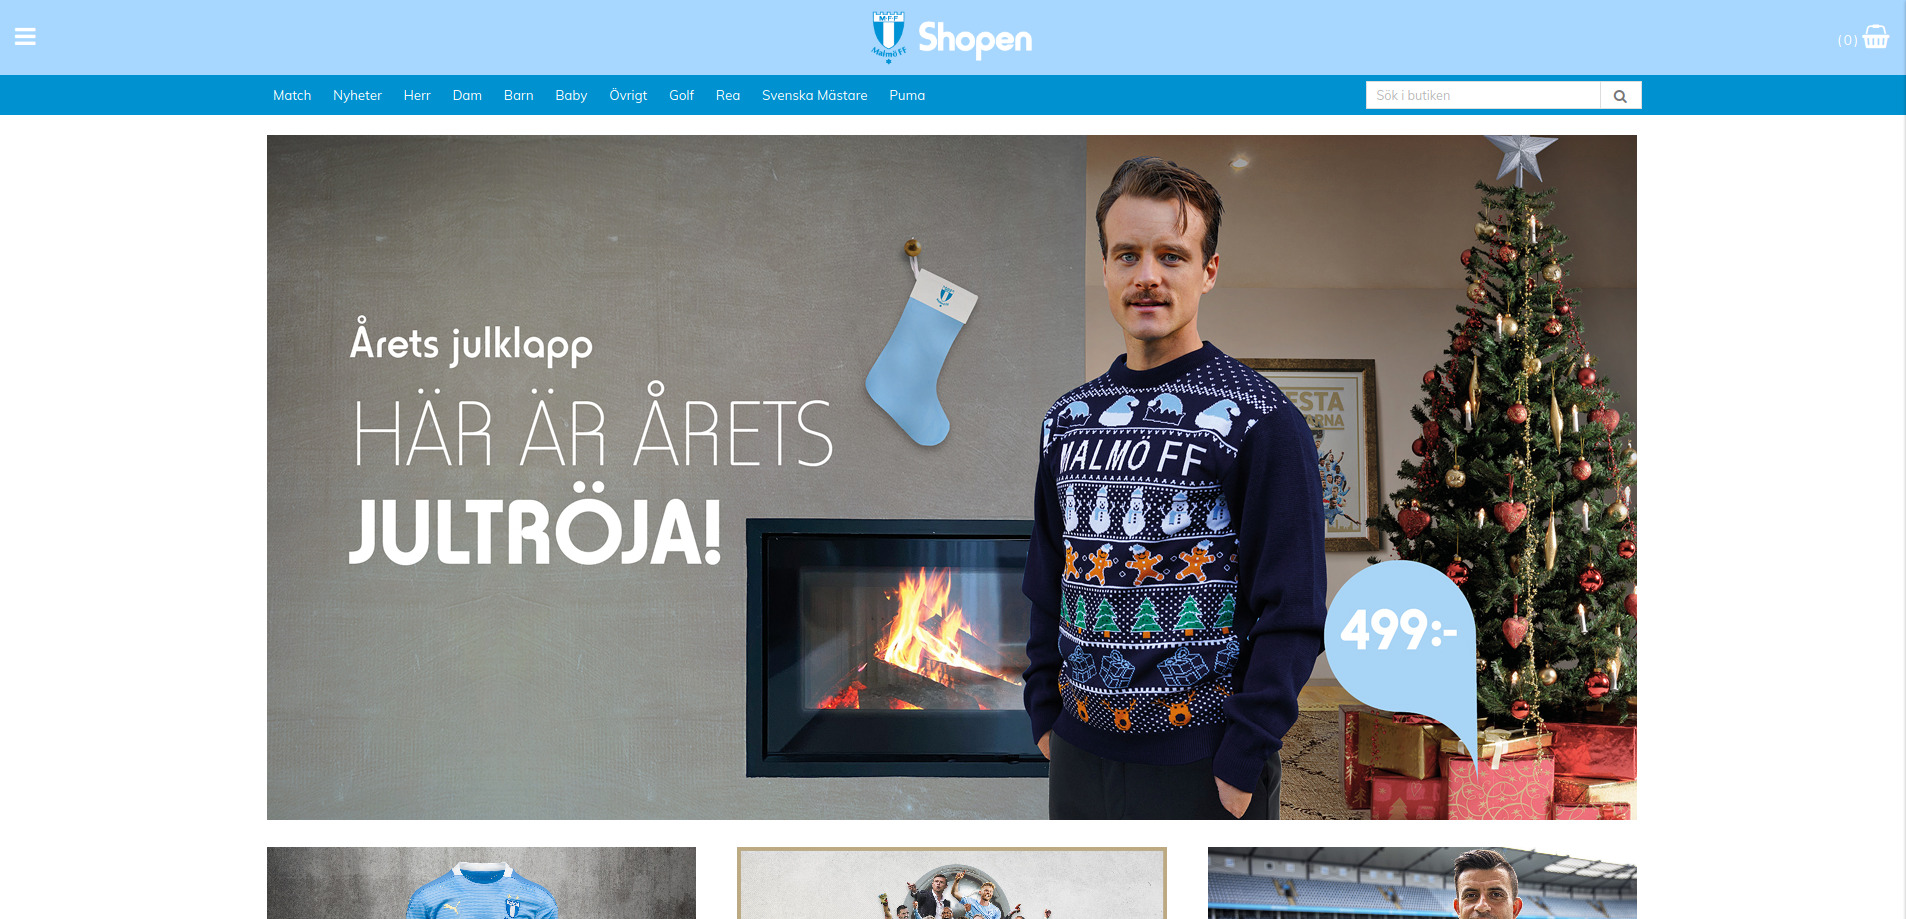 M·F·F
Malmö FF
Shopen
(0)
Match Nyheter Herr Dam Barn Baby Övrigt Golf Rea Svenska Mästare Puma
Sök i butiken
Årets julklapp
HÄR ÄR ÅRETS
JULTRÖJA!
MALMÖ FF
499:-